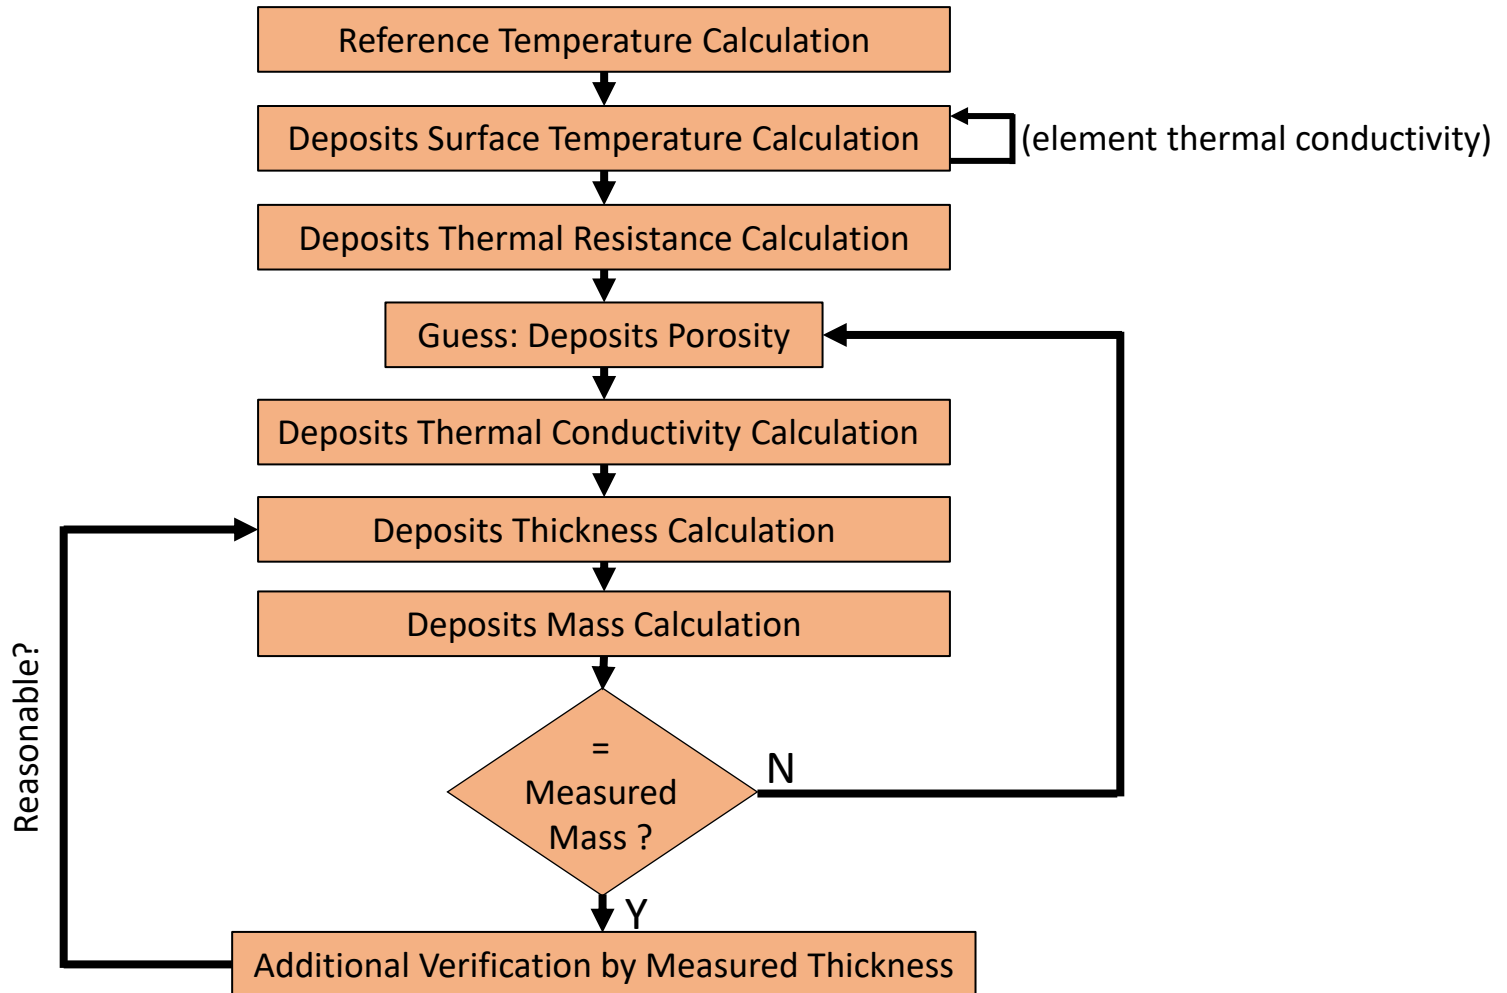 Reference Temperature Calculation
Deposits Surface Temperature Calculation
(element thermal conductivity)
Deposits Thermal Resistance Calculation
Guess: Deposits Porosity
Deposits Thermal Conductivity Calculation
Deposits Thickness Calculation
Deposits Mass Calculation
Reasonable?
=
Measured
Mass ?
N
Y
Additional Verification by Measured Thickness